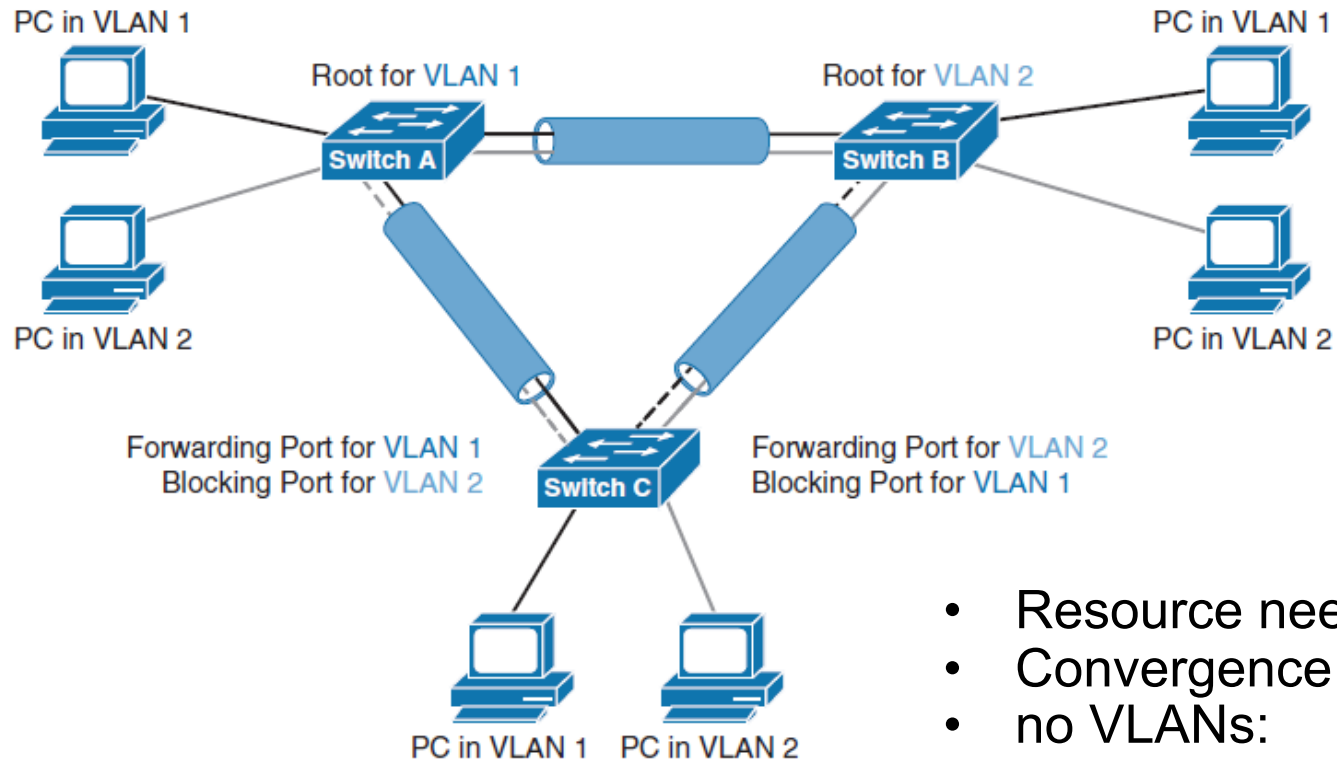 PC in VLAN 1
PC in VLAN 1
Root for VLAN 1
Root for VLAN 2
Switch A
Switch B
PC in VLAN 2
PC in VLAN 2
Forwarding Port for VLAN 1
Blocking Port for VLAN 2
Forwarding Port for VLAN 2
Blocking Port for VLAN 1
Switch C
• Resource
• Convergence
• no VLANs:
PC in VLAN 1
PC in VLAN 2